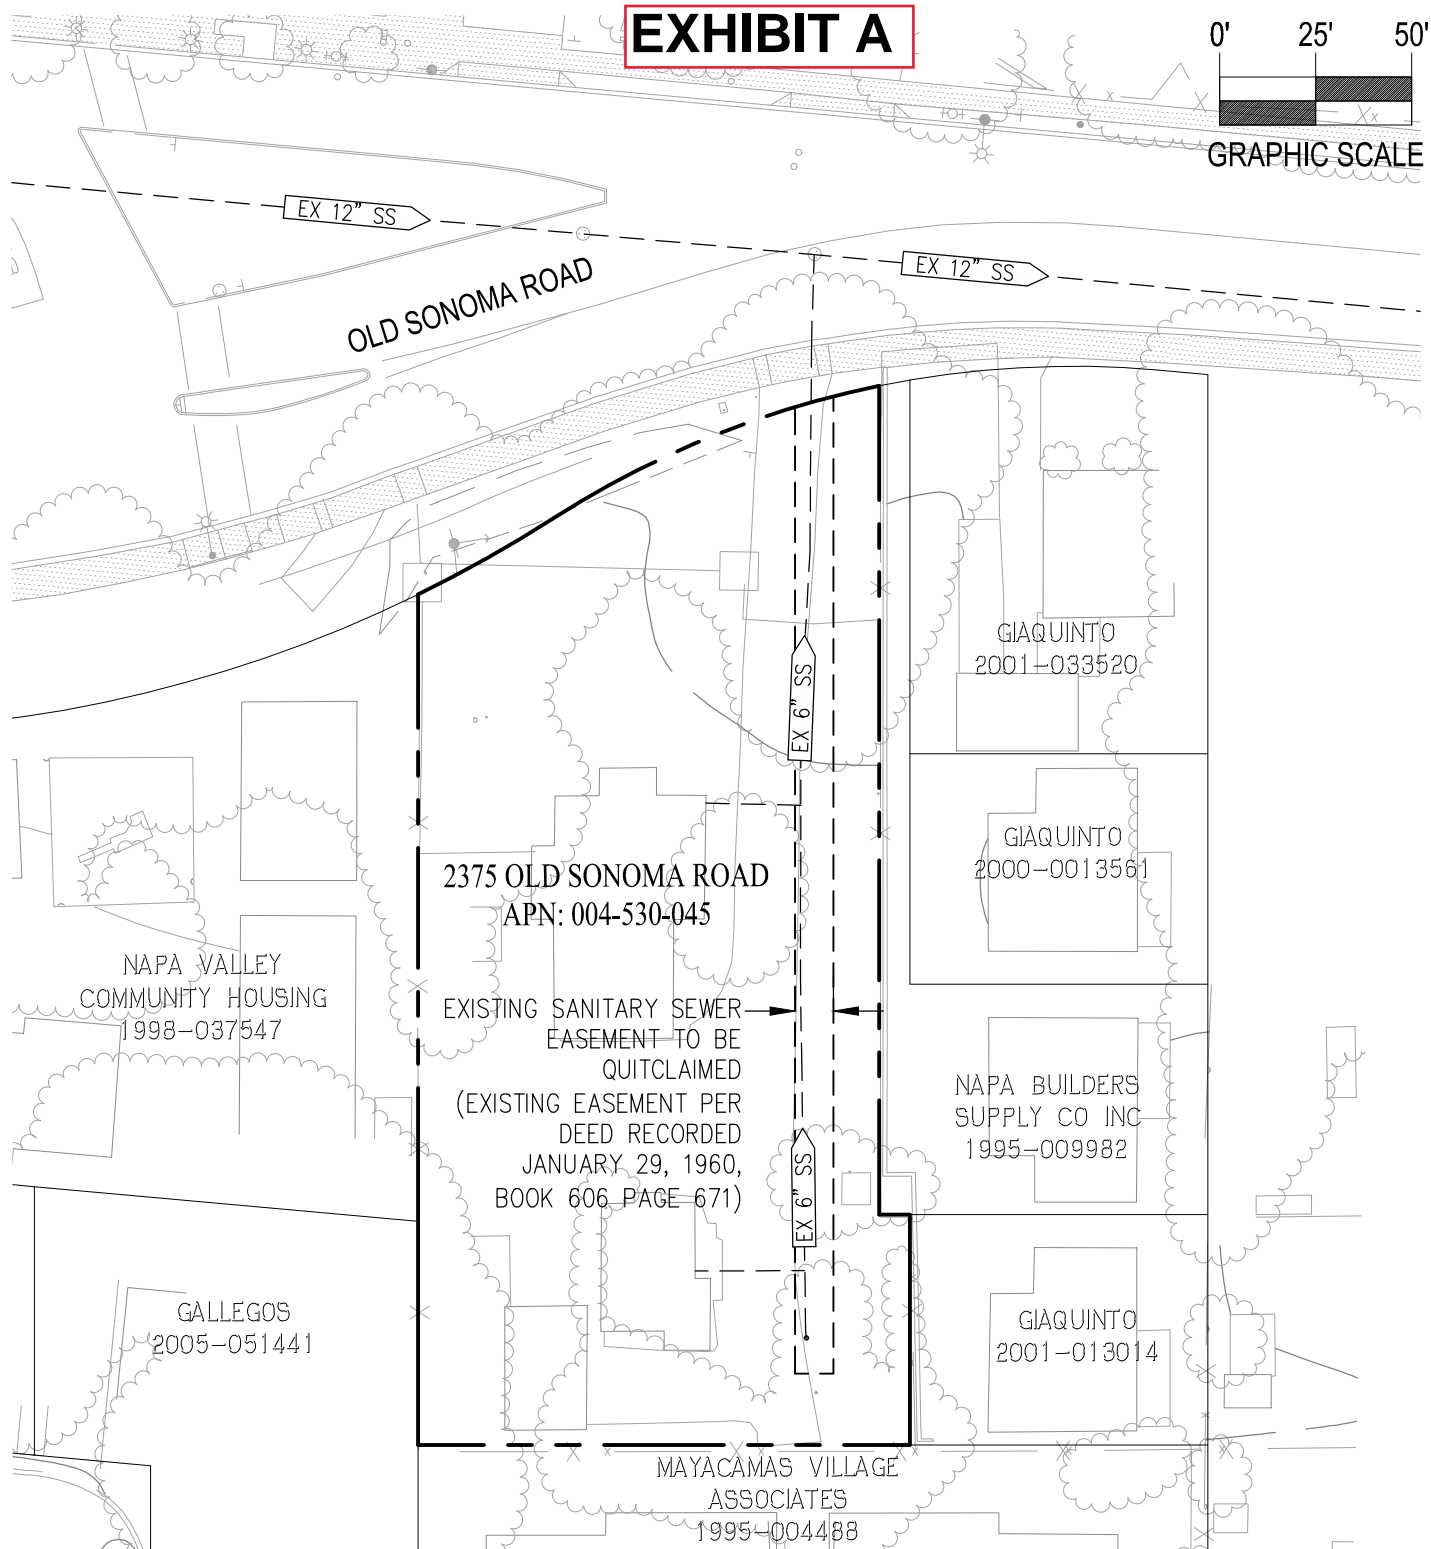 EXHIBIT A
0' 25' 50'
GRAPHIC SCALE
EX 12" SS
EX 12" SS
OLD SONOMA ROAD
EX 6" SS
GIAQUINTO
2001-033520
GIAQUINTO
2000-0013561
2375 OLD SONOMA ROAD
APN: 004-530-045
NAPA VALLEY
COMMUNITY HOUSING
1998-037547
EXISTING SANITARY SEWER
EASEMENT TO BE
QUITCLAIMED
(EXISTING EASEMENT PER
DEED RECORDED
JANUARY 29, 1960,
BOOK 606 PAGE 671)
EX 6" SS
NAPA BUILDERS
SUPPLY CO INC
1995-009982
GALLEGOS
2005-051441
GIAQUINTO
2001-013014
MAYACAMAS VILLAGE
ASSOCIATES
1995-004488